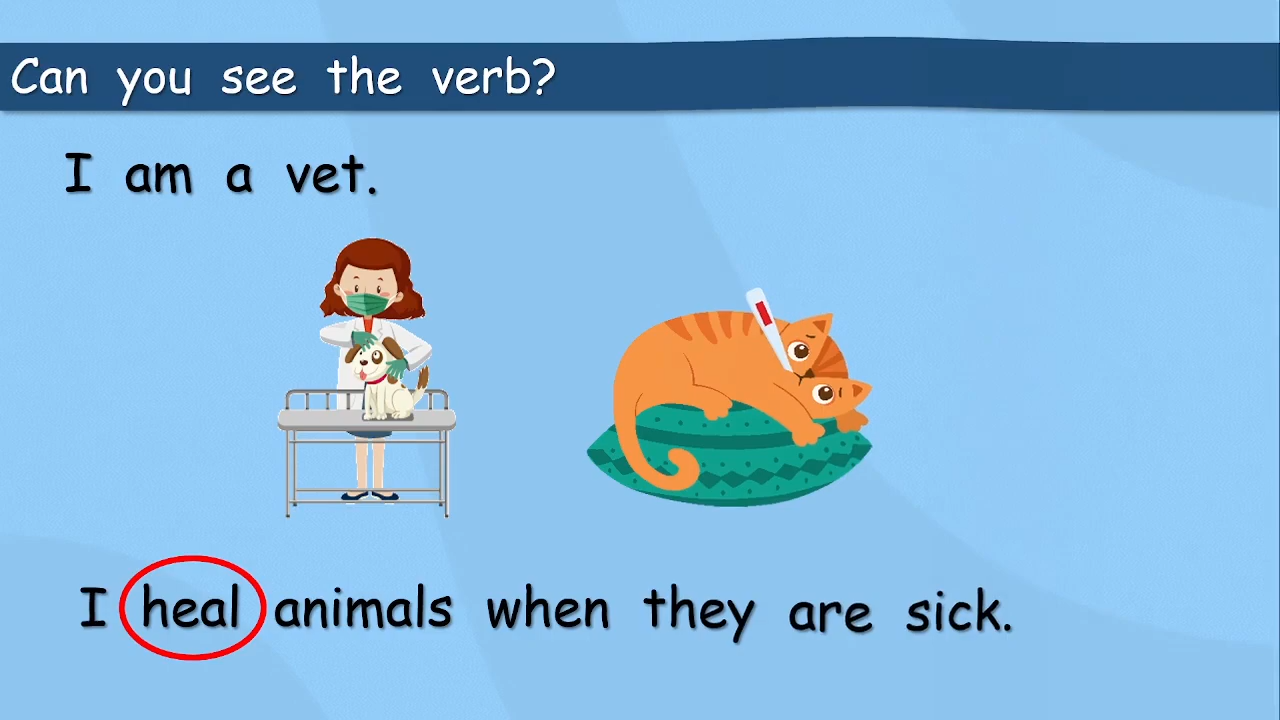 Can you see the verb?
I am a vet.
I heal animals when they are sick.